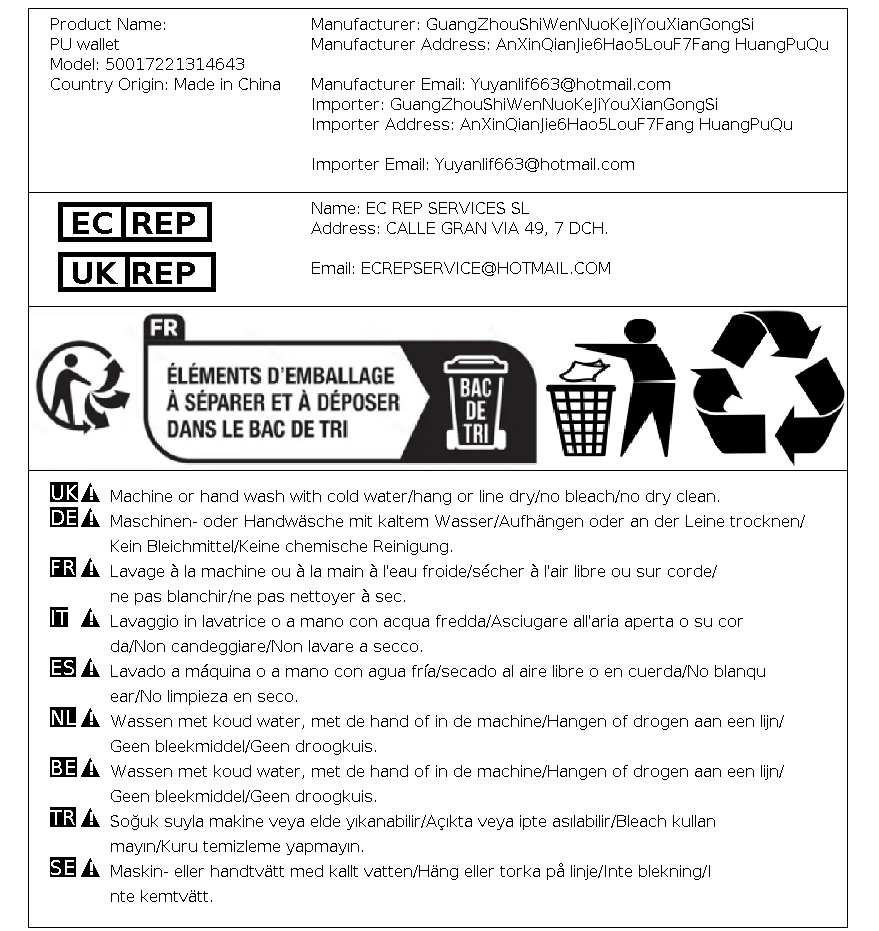 Product Name:
PU wallet
Model: 50017221314643
Country Origin: Made in China
Manufacturer: GuangZhouShiWenNuoKeJiYouXianGongSi
Manufacturer Address: AnXinQianJie6Hao5LouF7Fang HuangPuQu
Manufacturer Email: Yuyanlif663@hotmail.com
Importer: GuangZhouShiWenNuoKeJiYouXianGongSi
Importer Address: AnXinQianJie6Hao5LouF7Fang HuangPuQu
Importer Email: Yuyanlif663@hotmail.com
EC REP
UK REP
Name: EC REP SERVICES SL
Address: CALLE GRAN VIA 49, 7 DCH.
Email: ECREPSERVICE@HOTMAIL.COM
FR
ÉLÉMENTS D'EMBALLAGE
À SÉPARER ET À DÉPOSER
DANS LE BAC DE TRI
BAC
DE
TRI
UK Machine or hand wash with cold water/hang or line dry/no bleach/no dry clean.
DE Maschinen- oder Handwäsche mit kaltem Wasser/Aufhängen oder an der Leine trocknen/
Kein Bleichmittel/Keine chemische Reinigung.
FR Lavage à la machine ou à la main à l'eau froide/sécher à l'air libre ou sur corde/
ne pas blanchir/ne pas nettoyer à sec.
IT Lavaggio in lavatrice o a mano con acqua fredda/Asciugare all'aria aperta o su cor
da/Non candeggiare/Non lavare a secco.
ES Lavado a máquina o a mano con agua fría/secado al aire libre o en cuerda/No blanqu
ear/No limpieza en seco.
NL Wassen met koud water, met de hand of in de machine/Hangen of drogen aan een lijn/
Geen bleekmiddel/Geen droogkuis.
BE Wassen met koud water, met de hand of in de machine/Hangen of drogen aan een lijn/
Geen bleekmiddel/Geen droogkuis.
TR Soğuk suyla makine veya elde yıkanabilir/Açıkta veya ipte asılabilir/Bleach kullan
mayın/Kuru temizleme yapmayın.
SE Maskin- eller handtvätt med kallt vatten/Häng eller torka på linje/Inte blekning/I
nte kemtvätt.